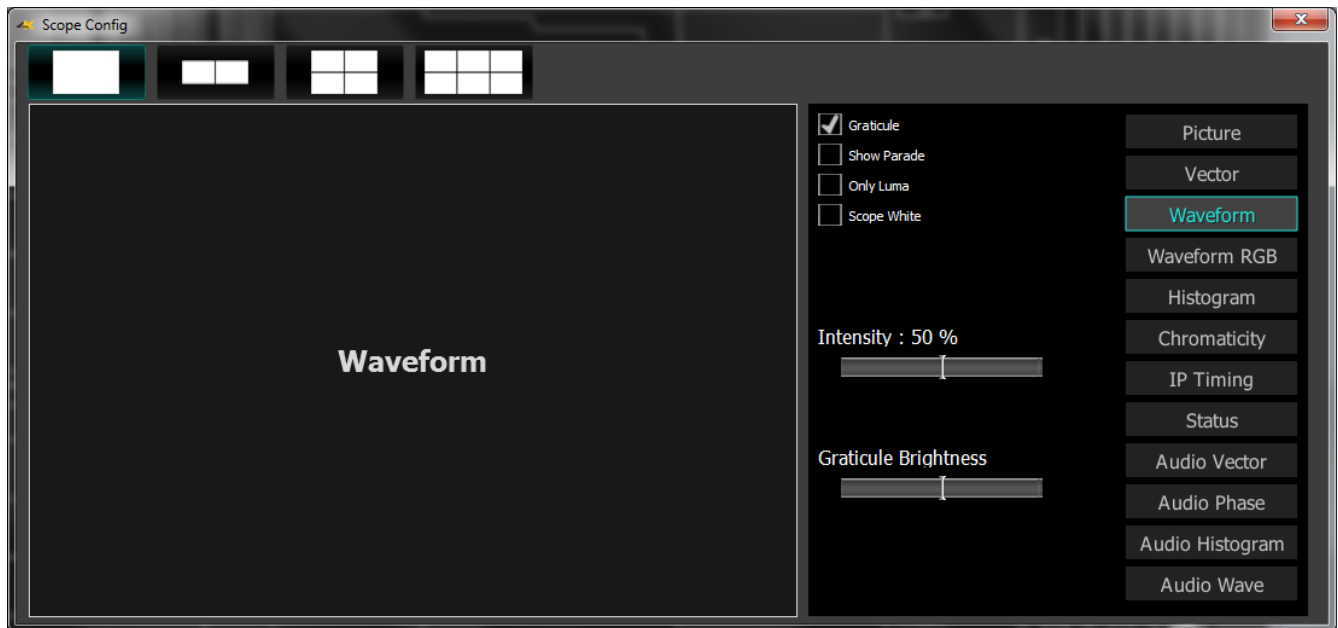 Scope Config
Graticule
Show Parade
Only Luma
Scope White
Intensity : 50 %
Graticule Brightness
Waveform
Picture
Vector
Waveform
Waveform RGB
Histogram
Chromaticity
IP Timing
Status
Audio Vector
Audio Phase
Audio Histogram
Audio Wave